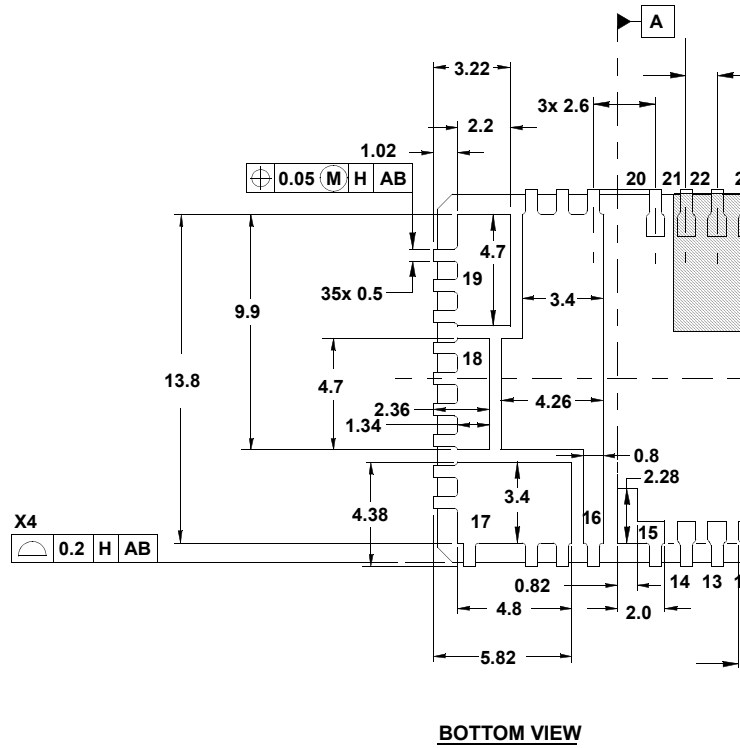 A
3.22
3x 2.6
2.2
1.02
0.05 M H AB
20 21 22 2
4.7
19
35x 0.5
3.4
9.9
18
13.8
4.7
2.36
4.26
1.34
0.8
2.28
3.4
4.38
X4
17
16
15
0.2 H AB
0.82
14 13 1
4.8
2.0
5.82
BOTTOM VIEW